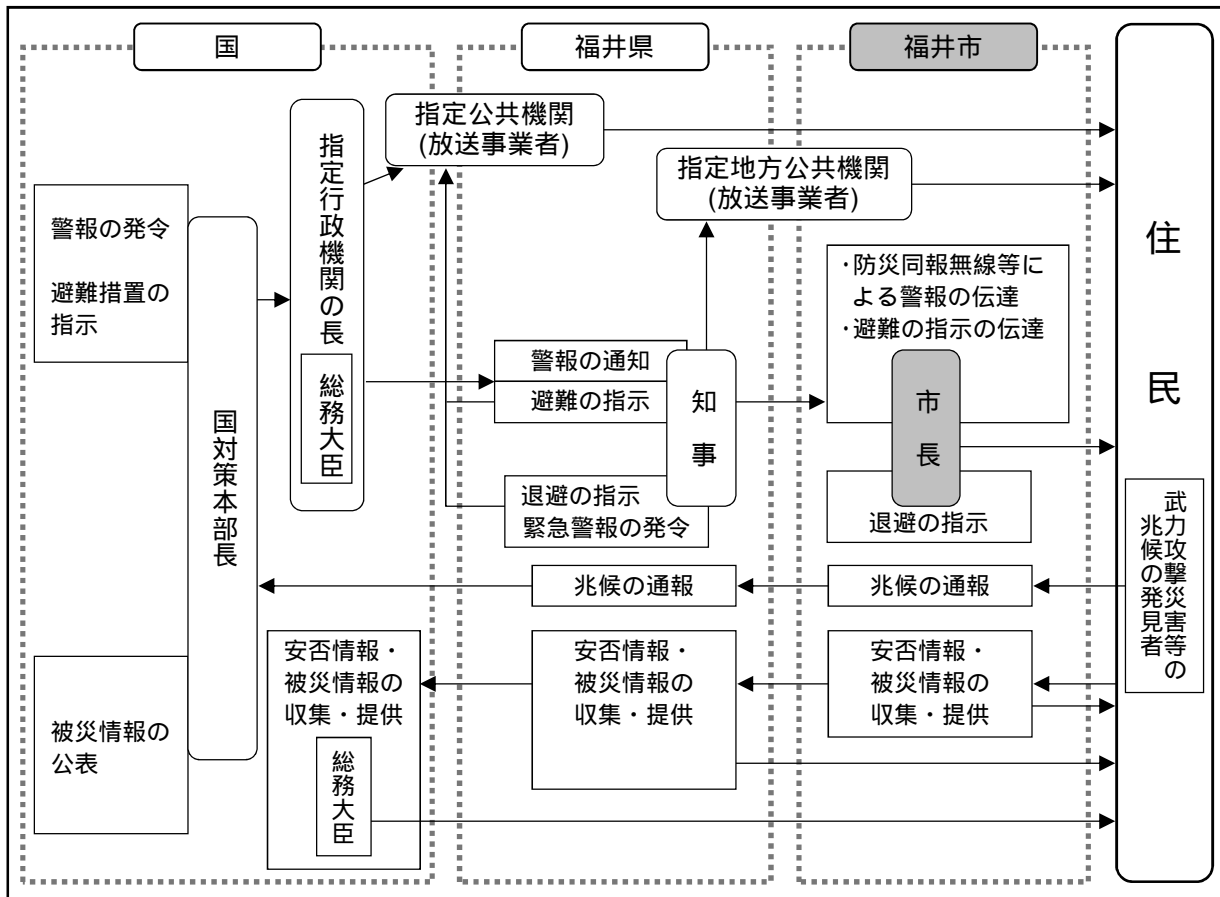 国
福井県
福井市
指定公共機関
(放送事業者)
指定地方公共機関
(放送事業者)
住民
指定行政機関の長
総務大臣
警報の発令
避難措置の
指示
国対策本部長
被災情報の
公表
警報の通知
避難の指示
知事
退避の指示
緊急警報の発令
・防災同報無線等に
よる警報の伝達
・避難の指示の伝達
市長
退避の指示
武力攻撃災害等の
兆候の発見者
兆候の通報
兆候の通報
安否情報・
被災情報の
収集・提供
総務大臣
安否情報・
被災情報の
収集・提供
安否情報・
被災情報の
収集・提供